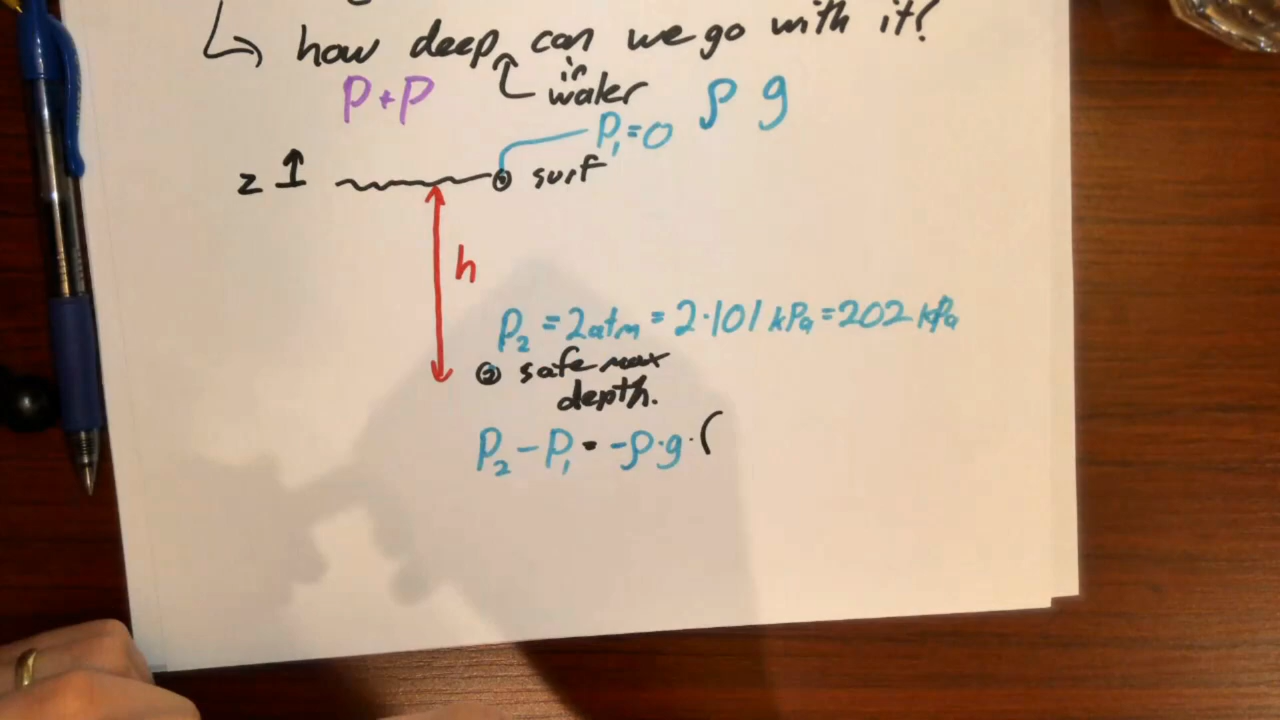 ↳ how deep can we go with it?
in
water
P + P
ρ g
P₁ = 0
z ↑
surf
h
P₂ = 2atm = 2·101 kPa = 202 kPa
safe max
depth.
P₂ - P₁ = -ρ·g·(